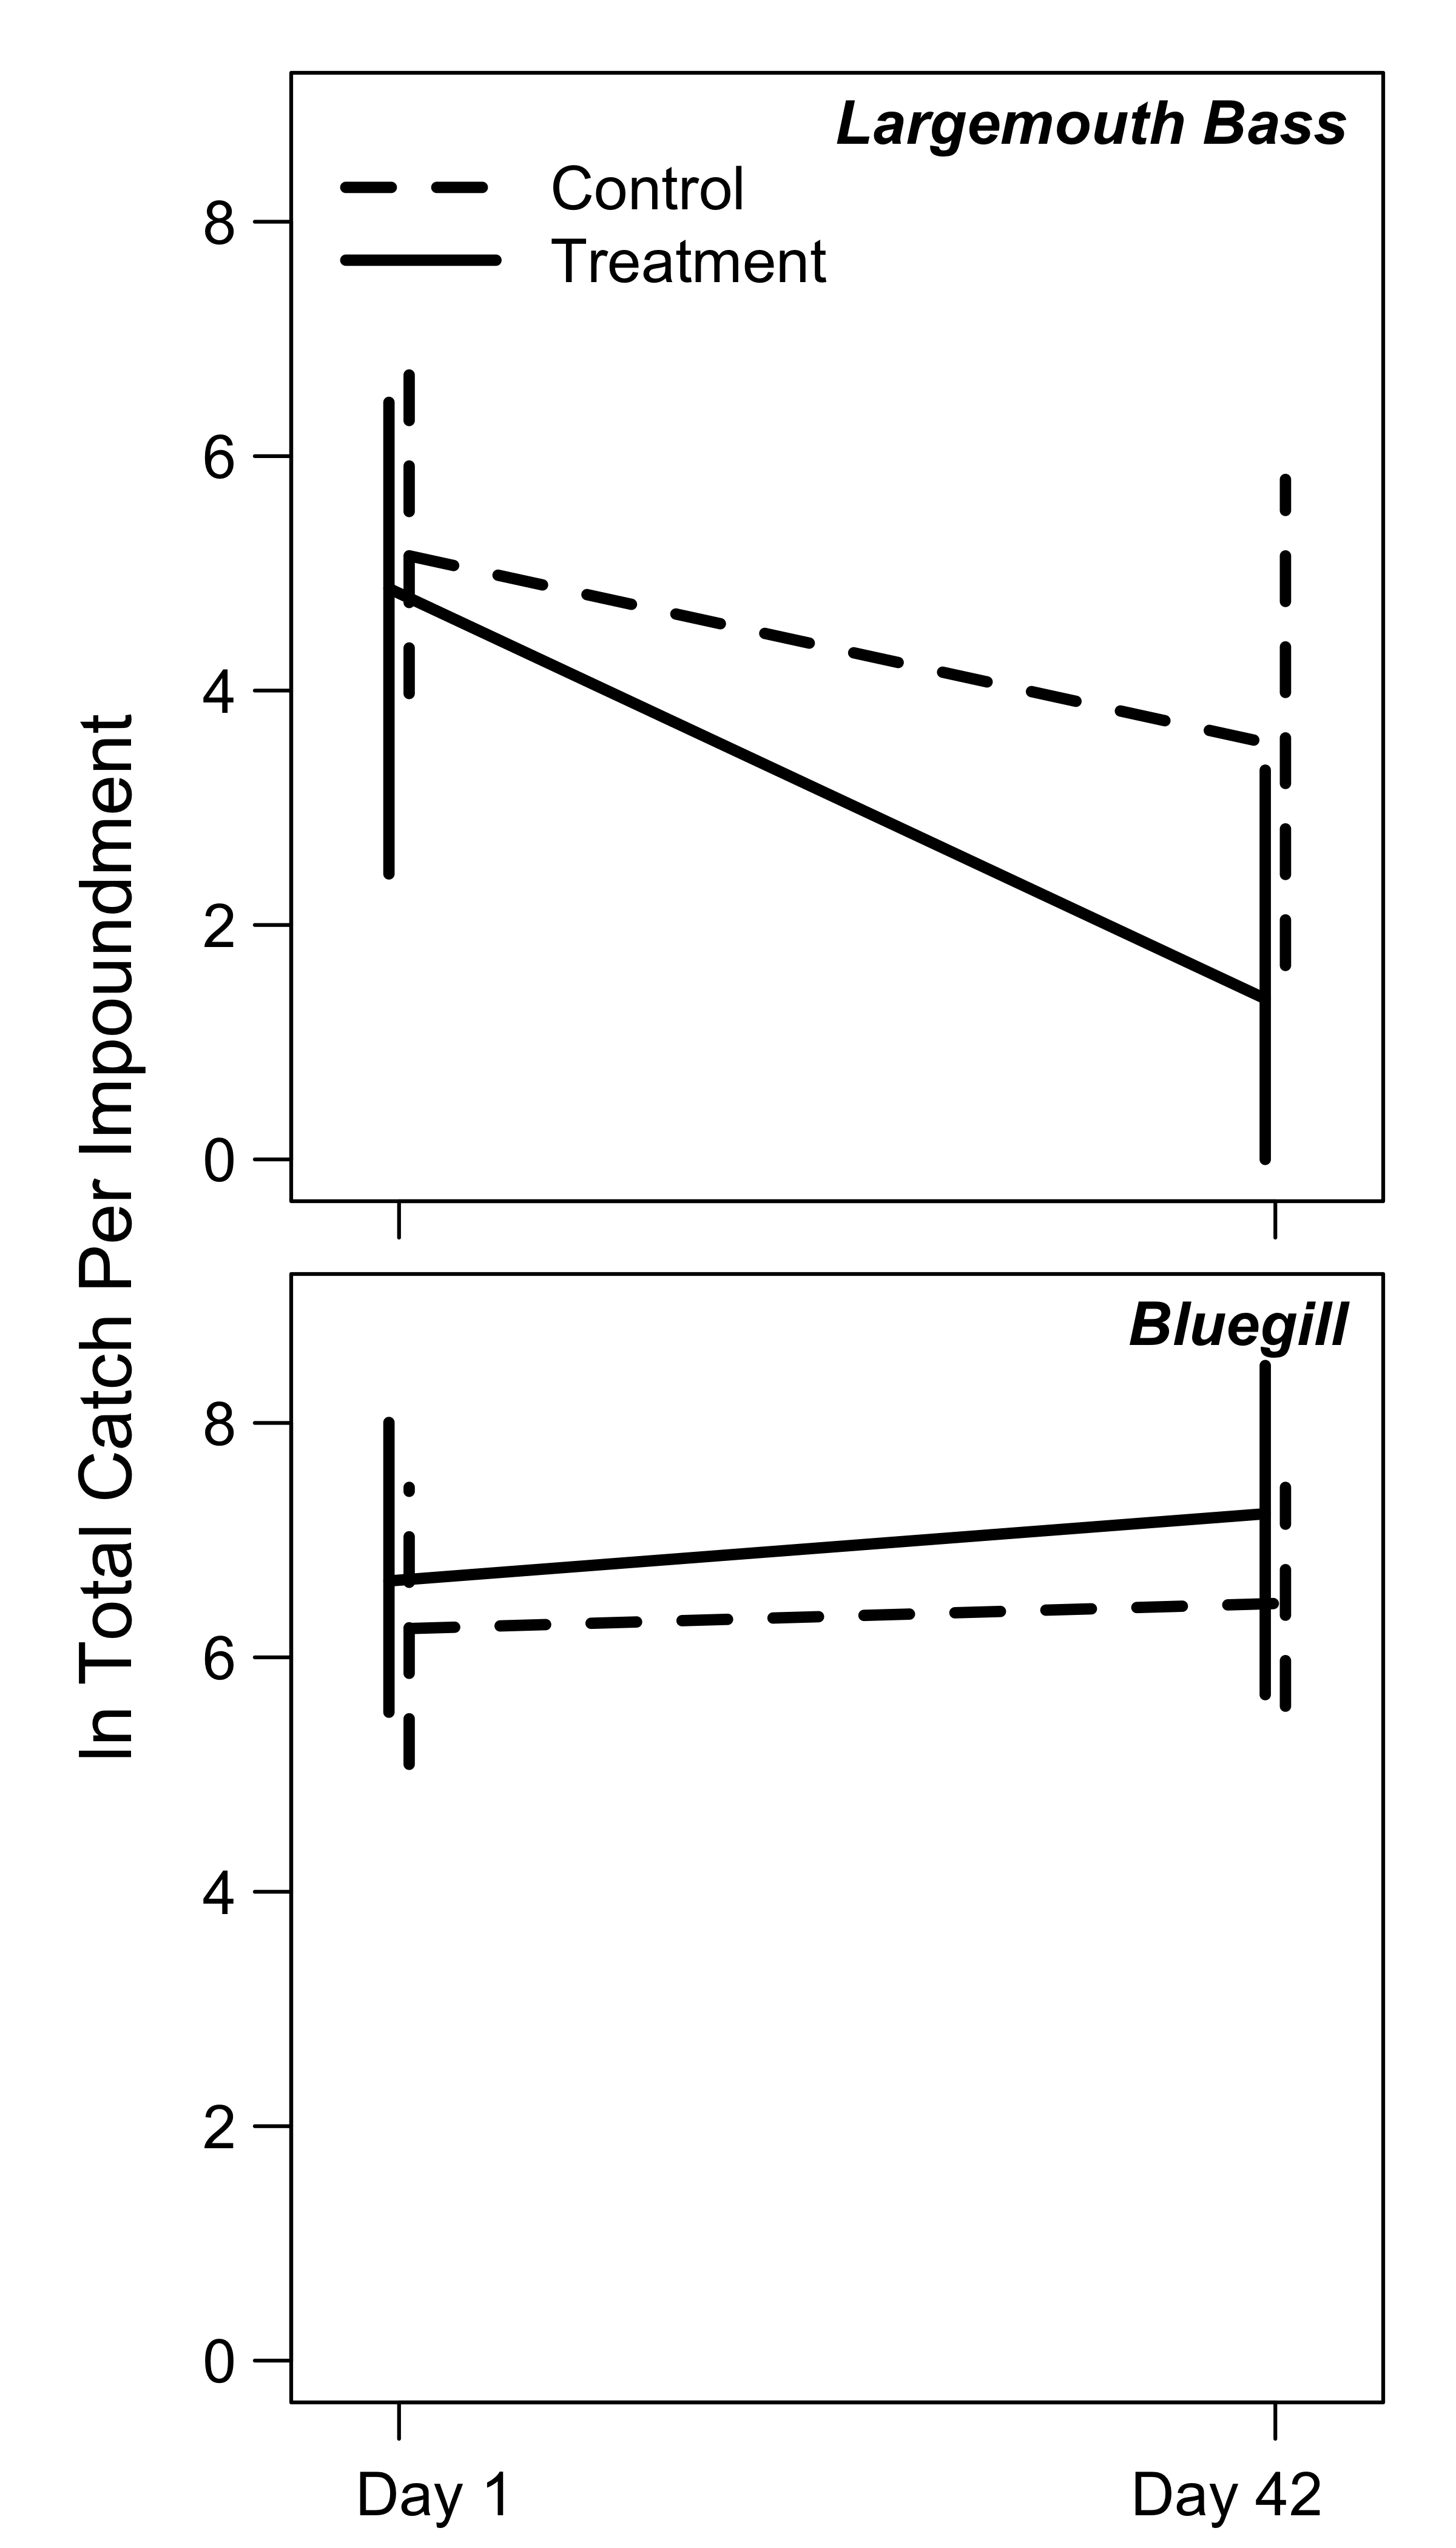 Largemouth Bass
Control
Treatment
8
6
4
2
0
ln Total Catch Per Impoundment
Bluegill
8
6
4
2
0
Day 1
Day 42